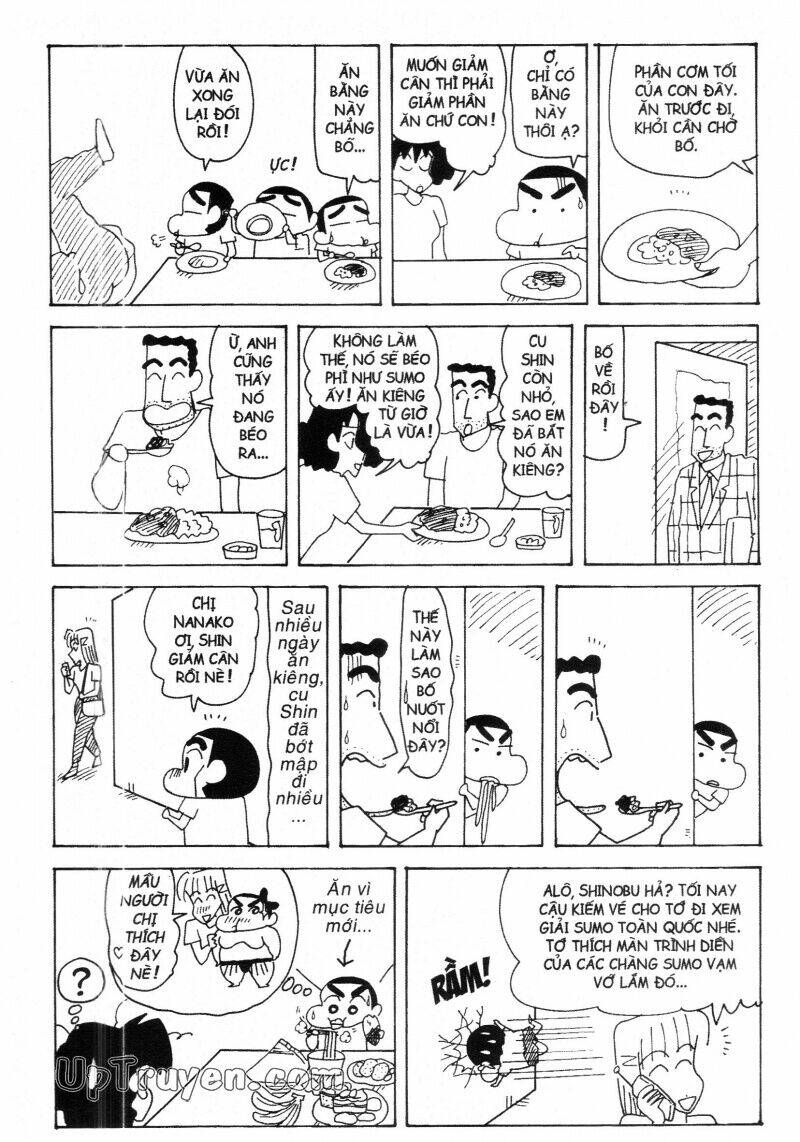 PHẦN CƠM TỐI
CỦA CON ĐÂY.
ĂN TRƯỚC ĐI,
KHỎI CẦN CHỜ
BỐ.
Ơ,
CHỈ CÓ
BẰNG
NÀY
THÔI Ạ?
MUỐN GIẢM
CÂN THÌ PHẢI
GIẢM PHẦN
ĂN CHỨ CON!
ĂN
BẰNG
NÀY
CHẲNG
BÕ...
ỰC!
VỪA ĂN
XONG
LẠI ĐÓI
RỒI!
BỐ
VỀ
RỒI
ĐÂY
!
CU
SHIN
CÒN
NHỎ,
SAO EM
ĐÃ BẮT
NÓ ĂN
KIÊNG?
KHÔNG LÀM
THẾ, NÓ SẼ BÉO
PHÌ NHƯ SUMO
ẤY! ĂN KIÊNG
TỪ GIỜ
LÀ VỪA!
Ừ, ANH
CŨNG
THẤY
NÓ
ĐANG
BÉO
RA...
THẾ
NÀY LÀM
SAO
BỐ
NUỐT
NỔI
ĐÂY?
Sau
nhiều
ngày
ăn
kiêng,
cu
Shin
đã
bớt
mập
đi
nhiều
...
CHỊ
NANAKO
ƠI, SHIN
GIẢM CÂN
RỒI NÈ!
ALÔ, SHINOBU HẢ? TỐI NAY
CẬU KIẾM VÉ CHO TỚ ĐI XEM
GIẢI SUMO TOÀN QUỐC NHÉ.
TỚ THÍCH MÀN TRÌNH DIỄN
CỦA CÁC CHÀNG SUMO VẠM
VỠ LẮM ĐÓ...
RẦM!
Ăn vì
mục tiêu
mới...
MẪU
NGƯỜI
CHỊ
THÍCH
ĐÂY
NÈ!
?
UpTruyen.com